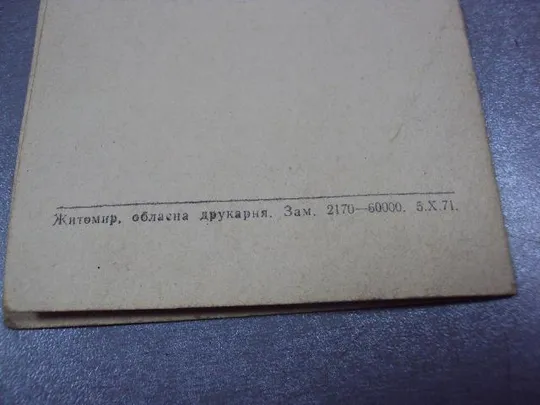 Житомир, обласна друкарня. Зам. 2170—60000. 5.X.71.